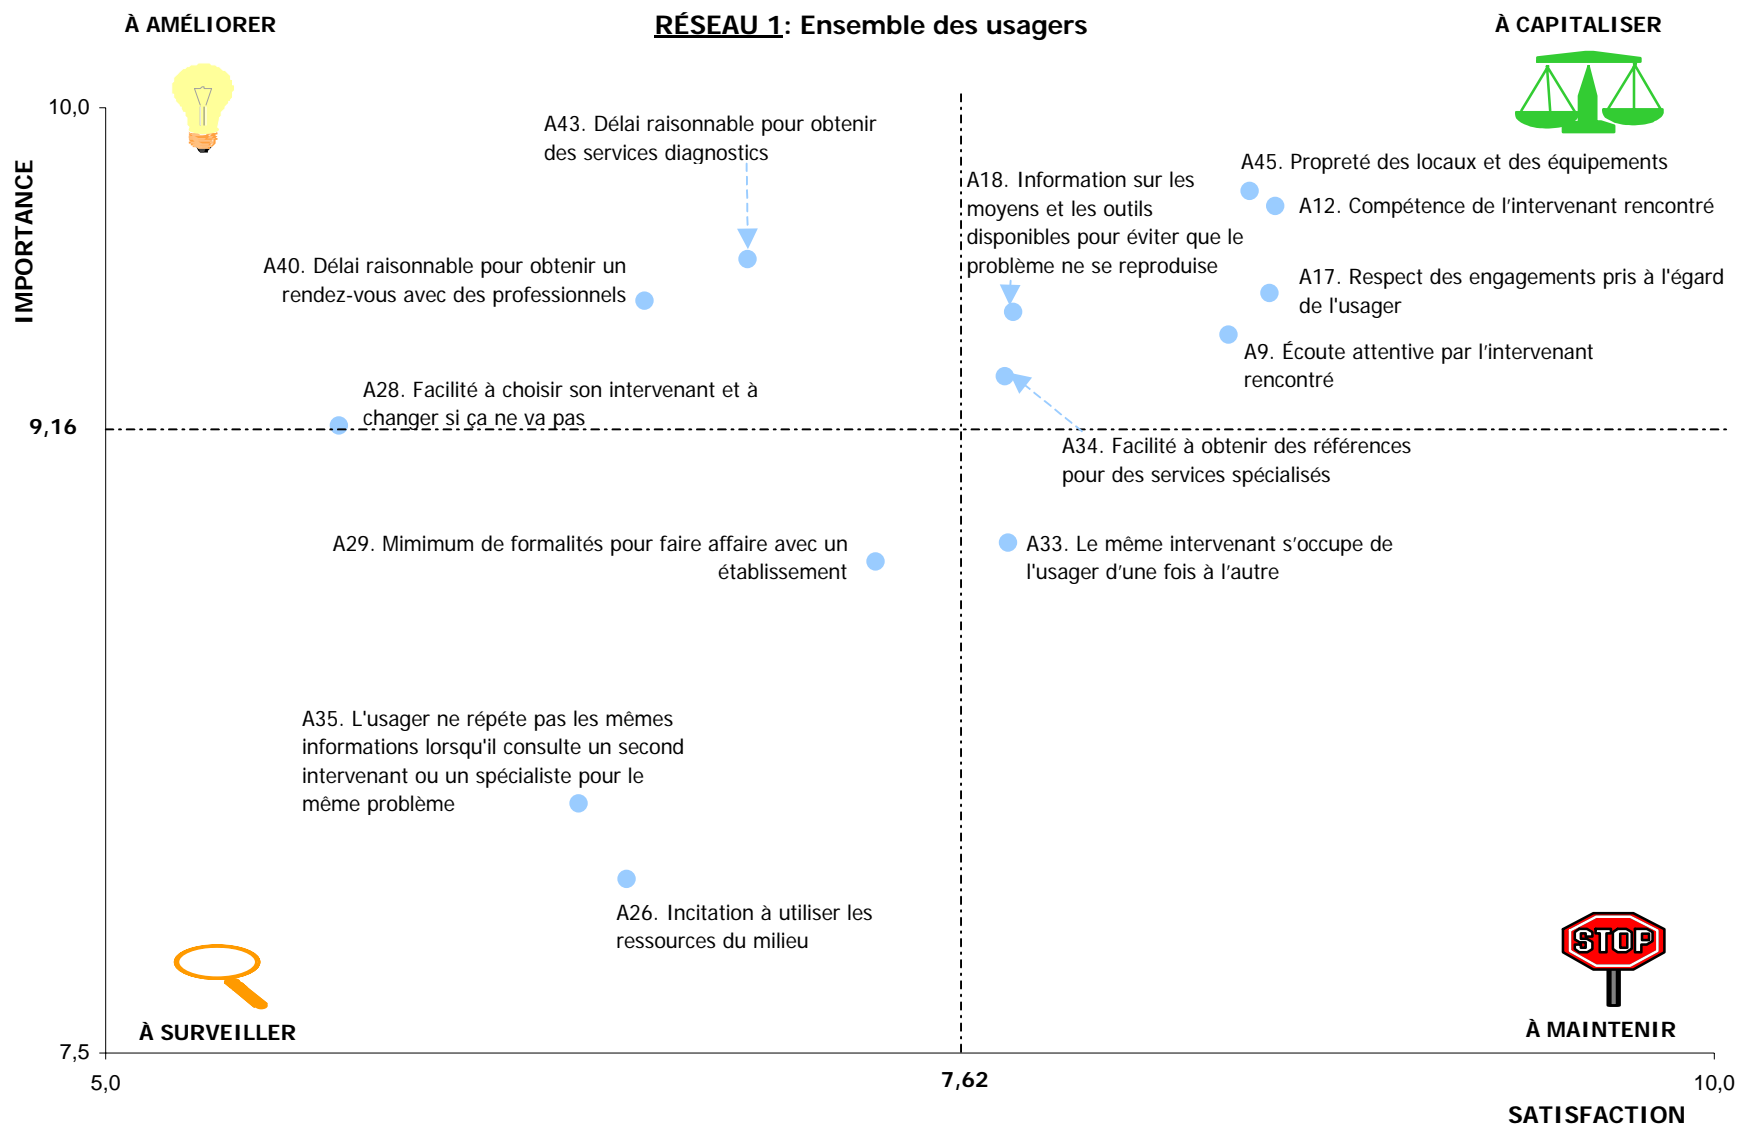 À AMÉLIORER
RÉSEAU 1: Ensemble des usagers
À CAPITALISER
10,0
IMPORTANCE
A43. Délai raisonnable pour obtenir
des services diagnostics
A45. Propreté des locaux et des équipements
A18. Information sur les
moyens et les outils
disponibles pour éviter que le
problème ne se reproduise
A12. Compétence de l'intervenant rencontré
A40. Délai raisonnable pour obtenir un
rendez-vous avec des professionnels
A17. Respect des engagements pris à l'égard
de l'usager
A9. Écoute attentive par l'intervenant
rencontré
A28. Facilité à choisir son intervenant et à
changer si ça ne va pas
9,16
A34. Facilité à obtenir des références
pour des services spécialisés
A29. Mimimum de formalités pour faire affaire avec un
établissement
A33. Le même intervenant s'occupe de
l'usager d'une fois à l'autre
A35. L'usager ne répéte pas les mêmes
informations lorsqu'il consulte un second
intervenant ou un spécialiste pour le
même problème
A26. Incitation à utiliser les
ressources du milieu
STOP
À SURVEILLER
À MAINTENIR
7,5
5,0
7,62
10,0
SATISFACTION